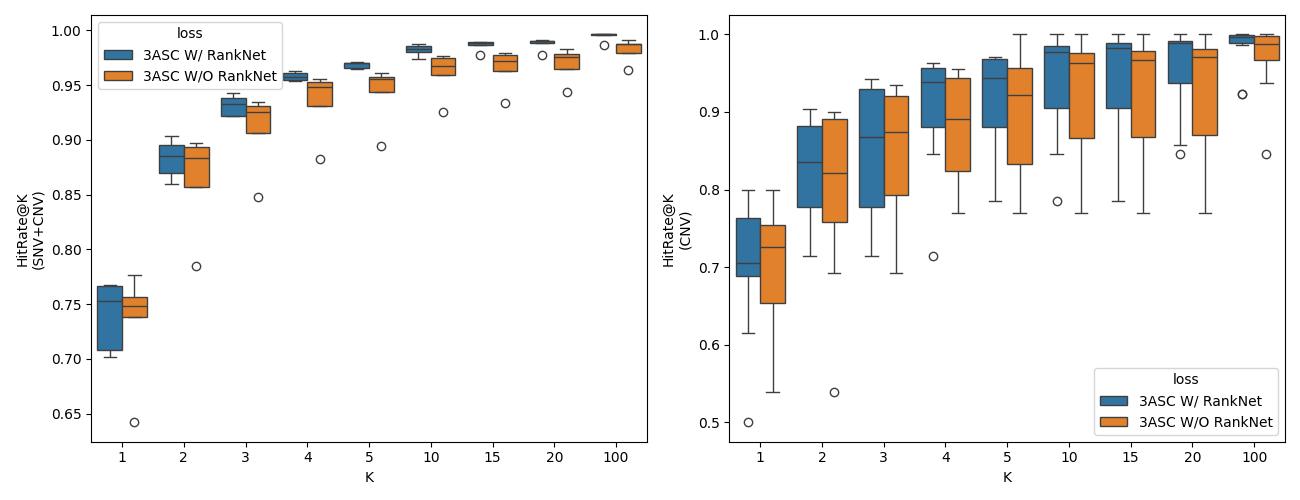 HitRate@K
(SNV+CNV)
1.00
0.95
0.90
0.85
0.80
0.75
0.70
0.65
loss
3ASC W/ RankNet
3ASC W/O RankNet
1 2 3 4 5 10 15 20 100
K
HitRate@K
(CNV)
1.0
0.9
0.8
0.7
0.6
0.5
loss
3ASC W/ RankNet
3ASC W/O RankNet
1 2 3 4 5 10 15 20 100
K